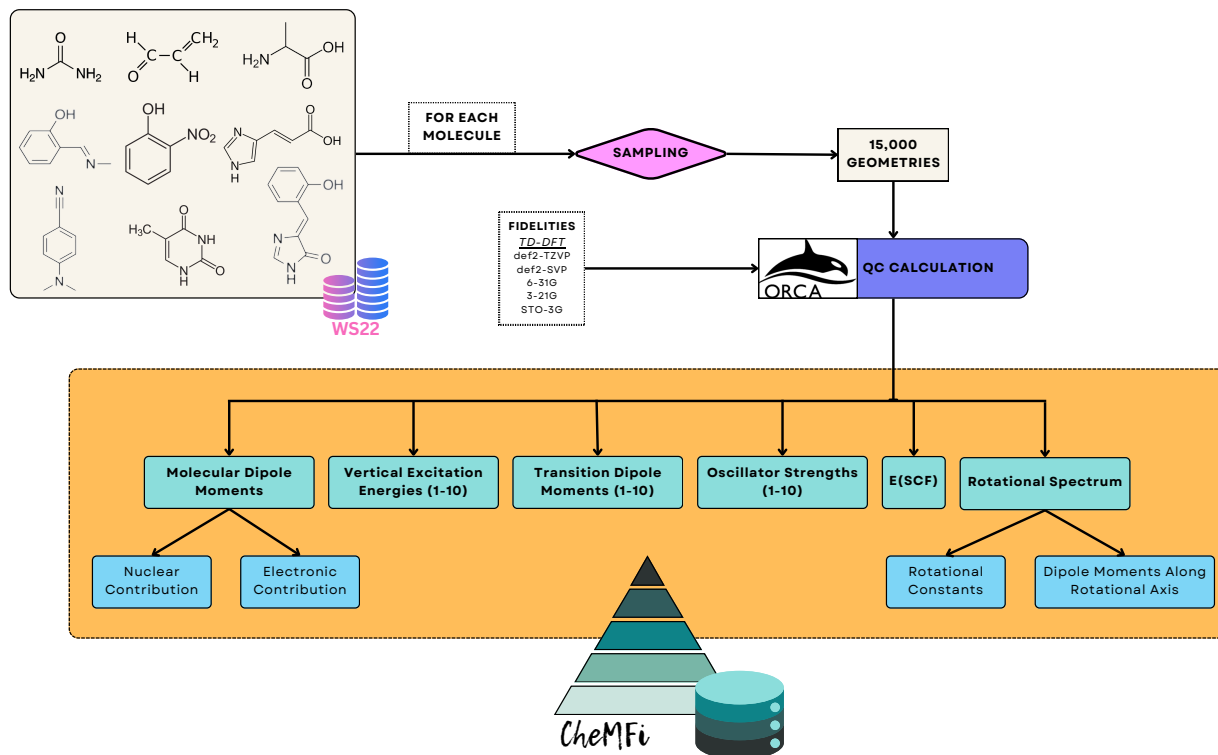 O
H₂N NH₂
H
C
C
CH₂
O
H
H₂N
OH
O
OH
N
OH
NO₂
N
N
H
O
OH
N
N
O
H₃C
NH
N
H
O
OH
N
N
H
O
WS22
FOR EACH
MOLECULE
SAMPLING
15,000
GEOMETRIES
FIDELITIES
TD-DFT
def2-TZVP
def2-SVP
6-31G
3-21G
STO-3G
ORCA
QC CALCULATION
Molecular Dipole
Moments
Vertical Excitation
Energies (1-10)
Transition Dipole
Moments (1-10)
Oscillator Strengths
(1-10)
E(SCF)
Rotational Spectrum
Nuclear
Contribution
Electronic
Contribution
Rotational
Constants
Dipole Moments Along
Rotational Axis
CheMFi